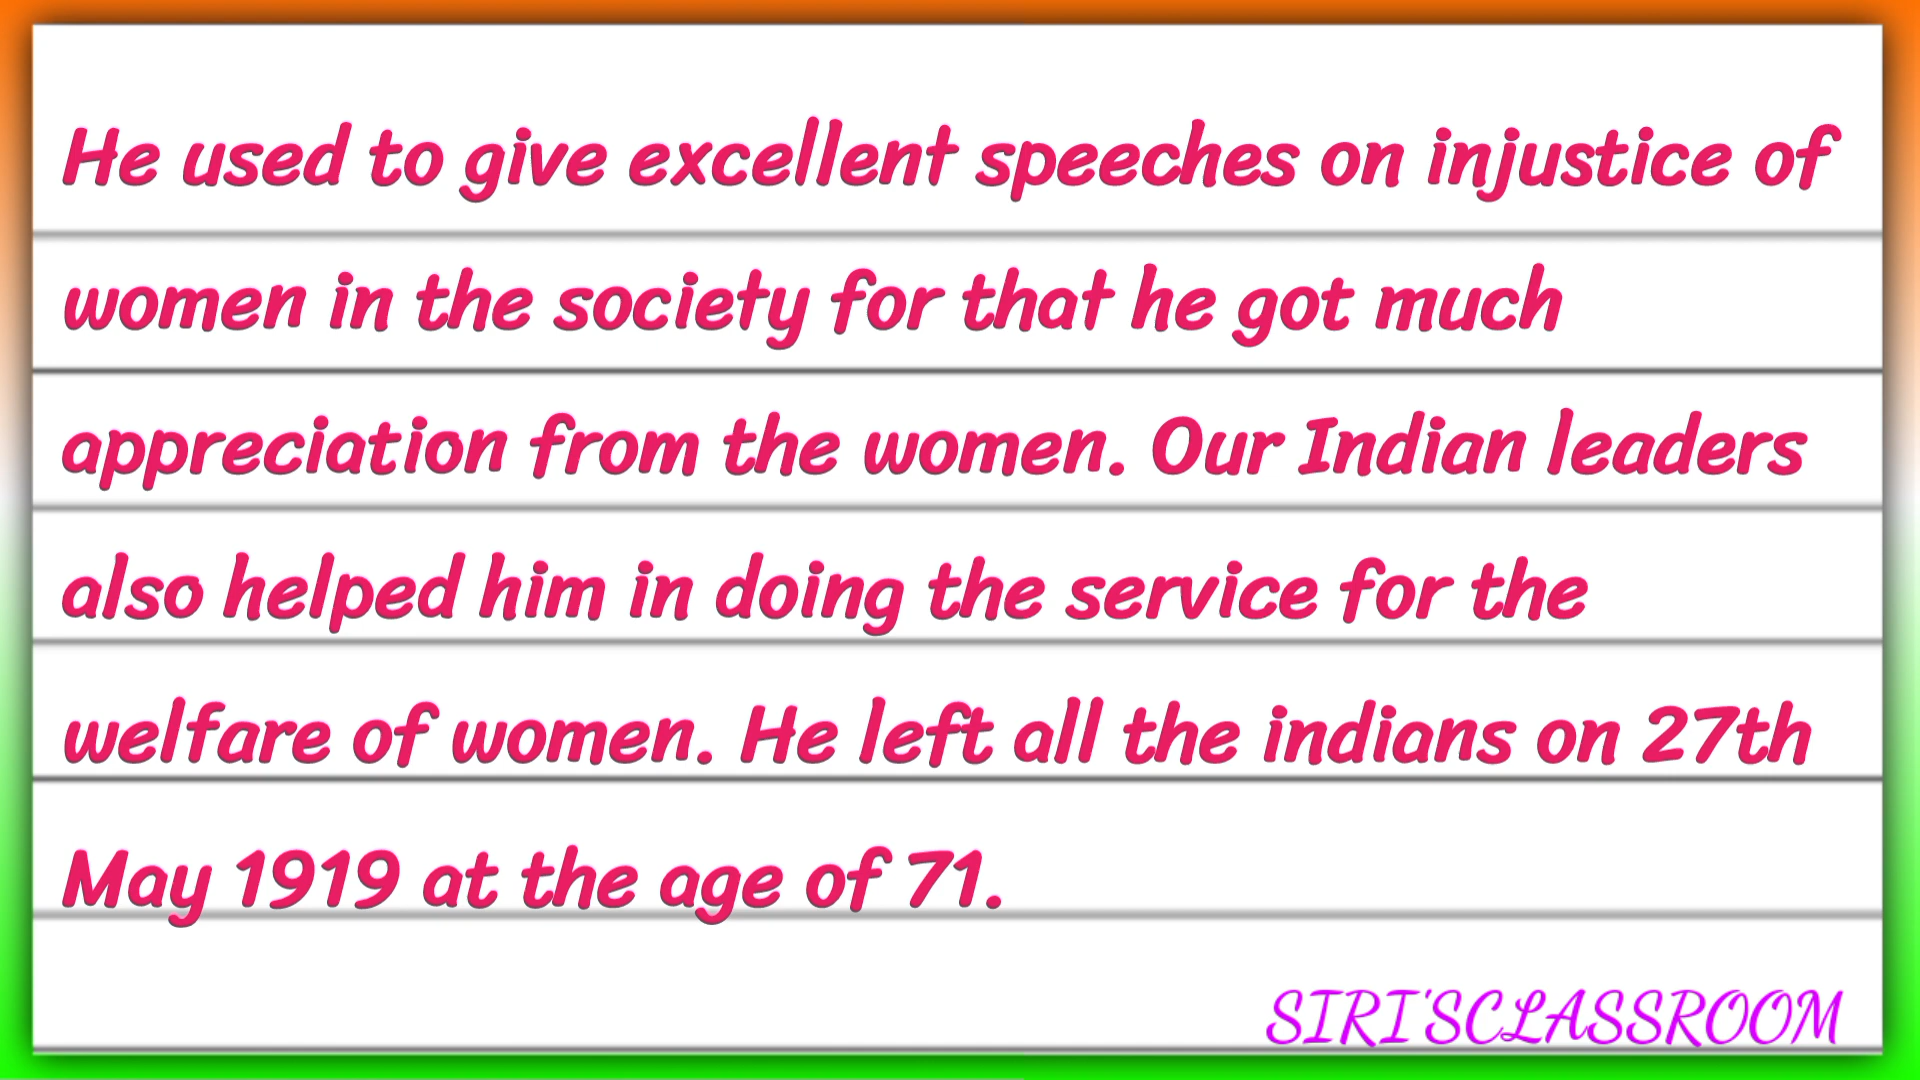 He used to give excellent speeches on injustice of
women in the society for that he got much
appreciation from the women. Our Indian leaders
also helped him in doing the service for the
welfare of women. He left all the indians on 27th
May 1919 at the age of 71.
SIRI'SCLASSROOM